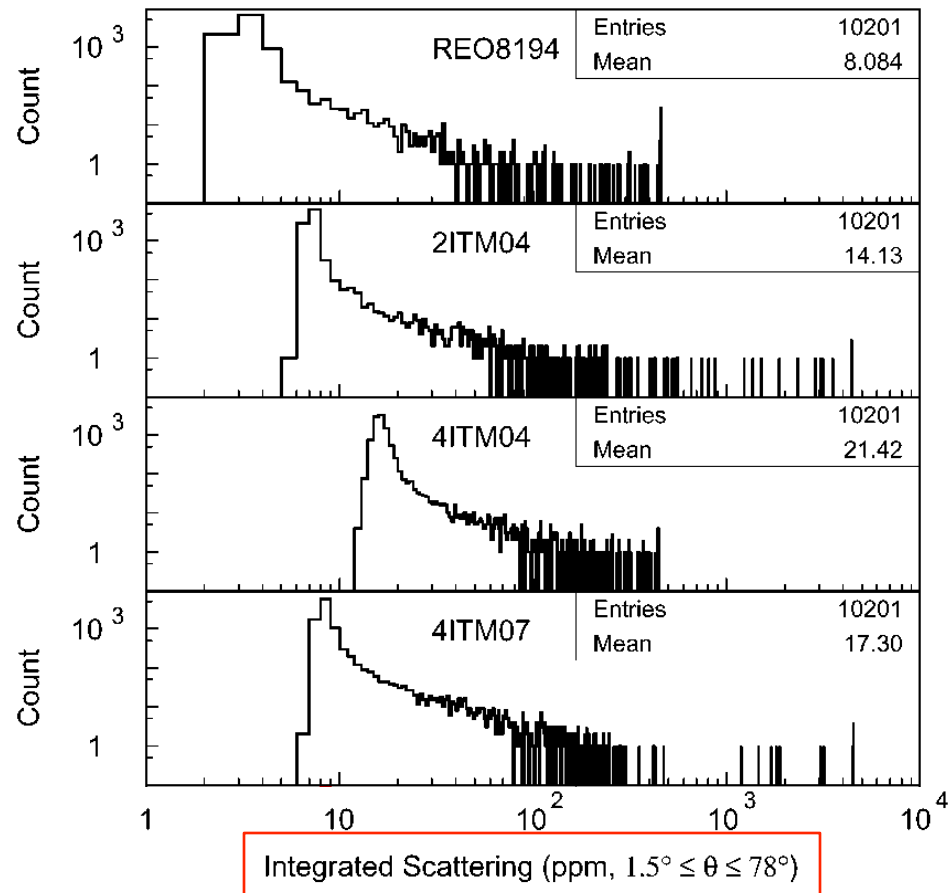 Count
10^3
1
REO8194
Entries 10201
Mean 8.084
Count
10^3
1
2ITM04
Entries 10201
Mean 14.13
Count
10^3
1
4ITM04
Entries 10201
Mean 21.42
Count
10^3
1
4ITM07
Entries 10201
Mean 17.30
1 10 10^2 10^3 10^4
Integrated Scattering (ppm, 1.5° ≤ θ ≤ 78°)